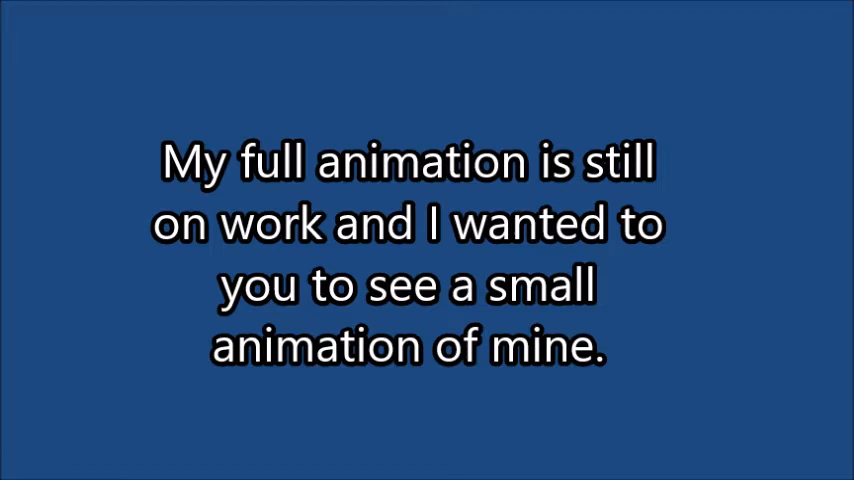 My full animation is still
on work and I wanted to
you to see a small
animation of mine.